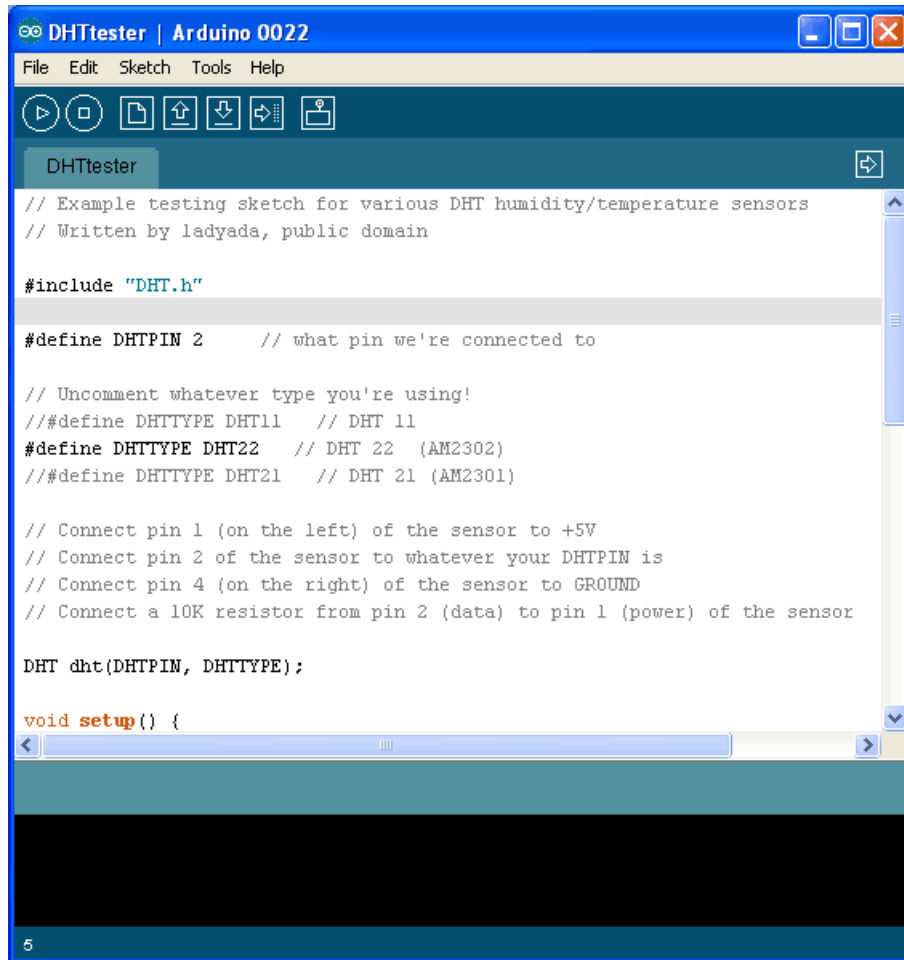 DHTtester | Arduino 0022
File Edit Sketch Tools Help
DHTtester
// Example testing sketch for various DHT humidity/temperature sensors
// Written by ladyada, public domain
#include "DHT.h"
#define DHTPIN 2     // what pin we're connected to
// Uncomment whatever type you're using!
//#define DHTTYPE DHT11   // DHT 11
#define DHTTYPE DHT22   // DHT 22  (AM2302)
//#define DHTTYPE DHT21   // DHT 21 (AM2301)
// Connect pin 1 (on the left) of the sensor to +5V
// Connect pin 2 of the sensor to whatever your DHTPIN is
// Connect pin 4 (on the right) of the sensor to GROUND
// Connect a 10K resistor from pin 2 (data) to pin 1 (power) of the sensor
DHT dht(DHTPIN, DHTTYPE);
void setup() {
5